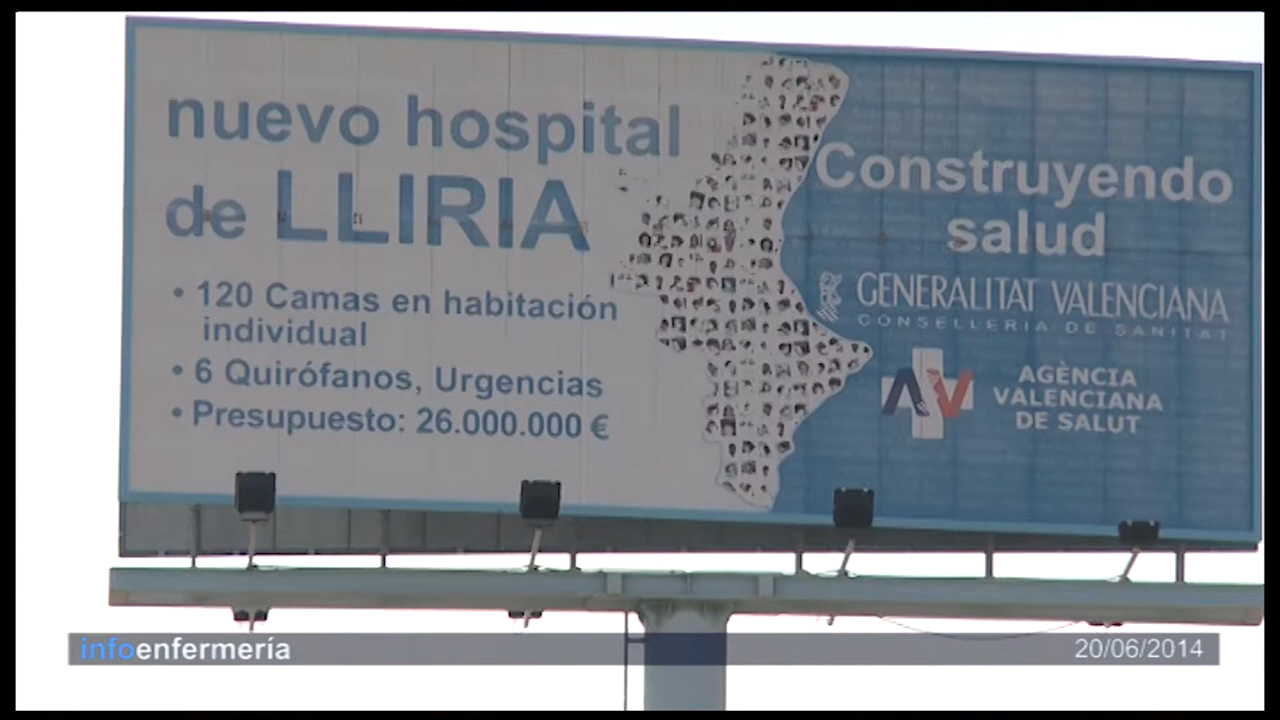 nuevo hospital
de LLIRIA
• 120 Camas en habitación
individual
• 6 Quirófanos, Urgencias
• Presupuesto: 26.000.000 €
Construyendo
salud
GENERALITAT VALENCIANA
CONSELLERIA DE SANITAT
AV
AGÈNCIA
VALENCIANA
DE SALUT
infoenfermería
20/06/2014